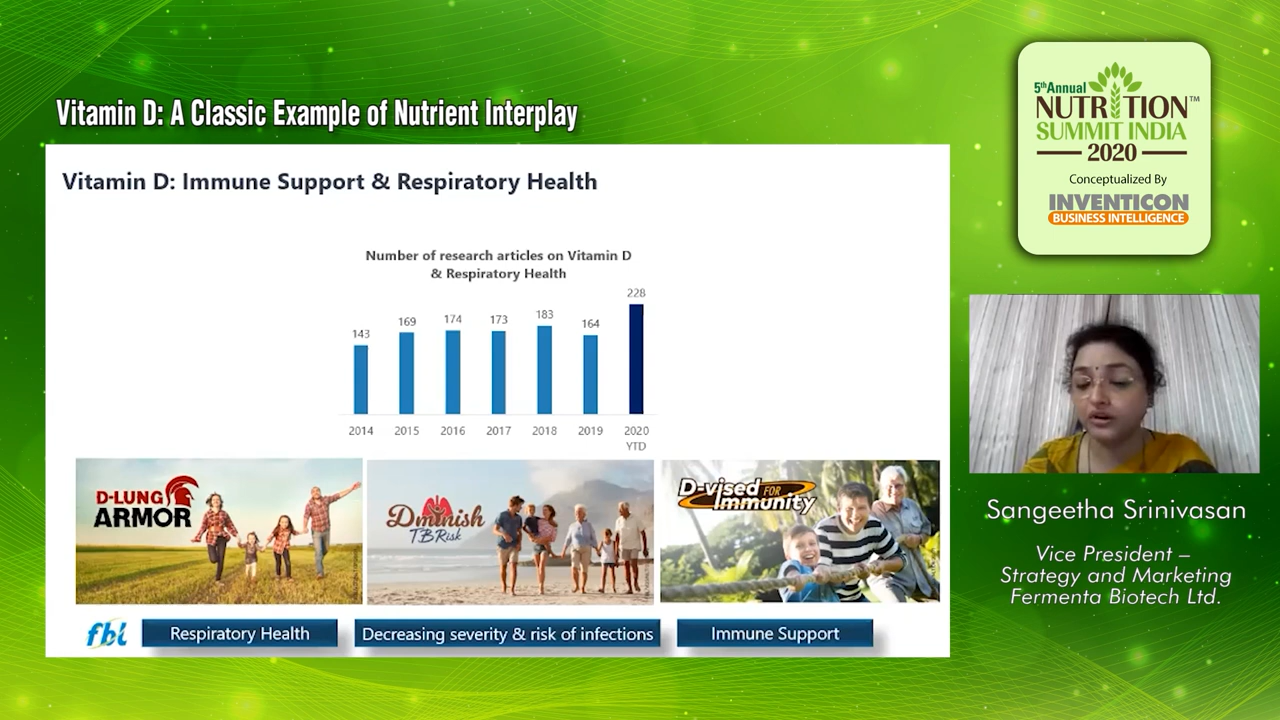 Vitamin D: A Classic Example of Nutrient Interplay
Vitamin D: Immune Support & Respiratory Health
Number of research articles on Vitamin D
& Respiratory Health
143
169
174
173
183
164
228
2014
2015
2016
2017
2018
2019
2020
YTD
D-LUNG
ARMOR
Dminish
TB Risk
D-vised FOR
Immunity
fbl
Respiratory Health
Decreasing severity & risk of infections
Immune Support
5th Annual
NUTRITION™
SUMMIT INDIA
2020
Conceptualized By
INVENTICON
BUSINESS INTELLIGENCE
Sangeetha Srinivasan
Vice President –
Strategy and Marketing
Fermenta Biotech Ltd.